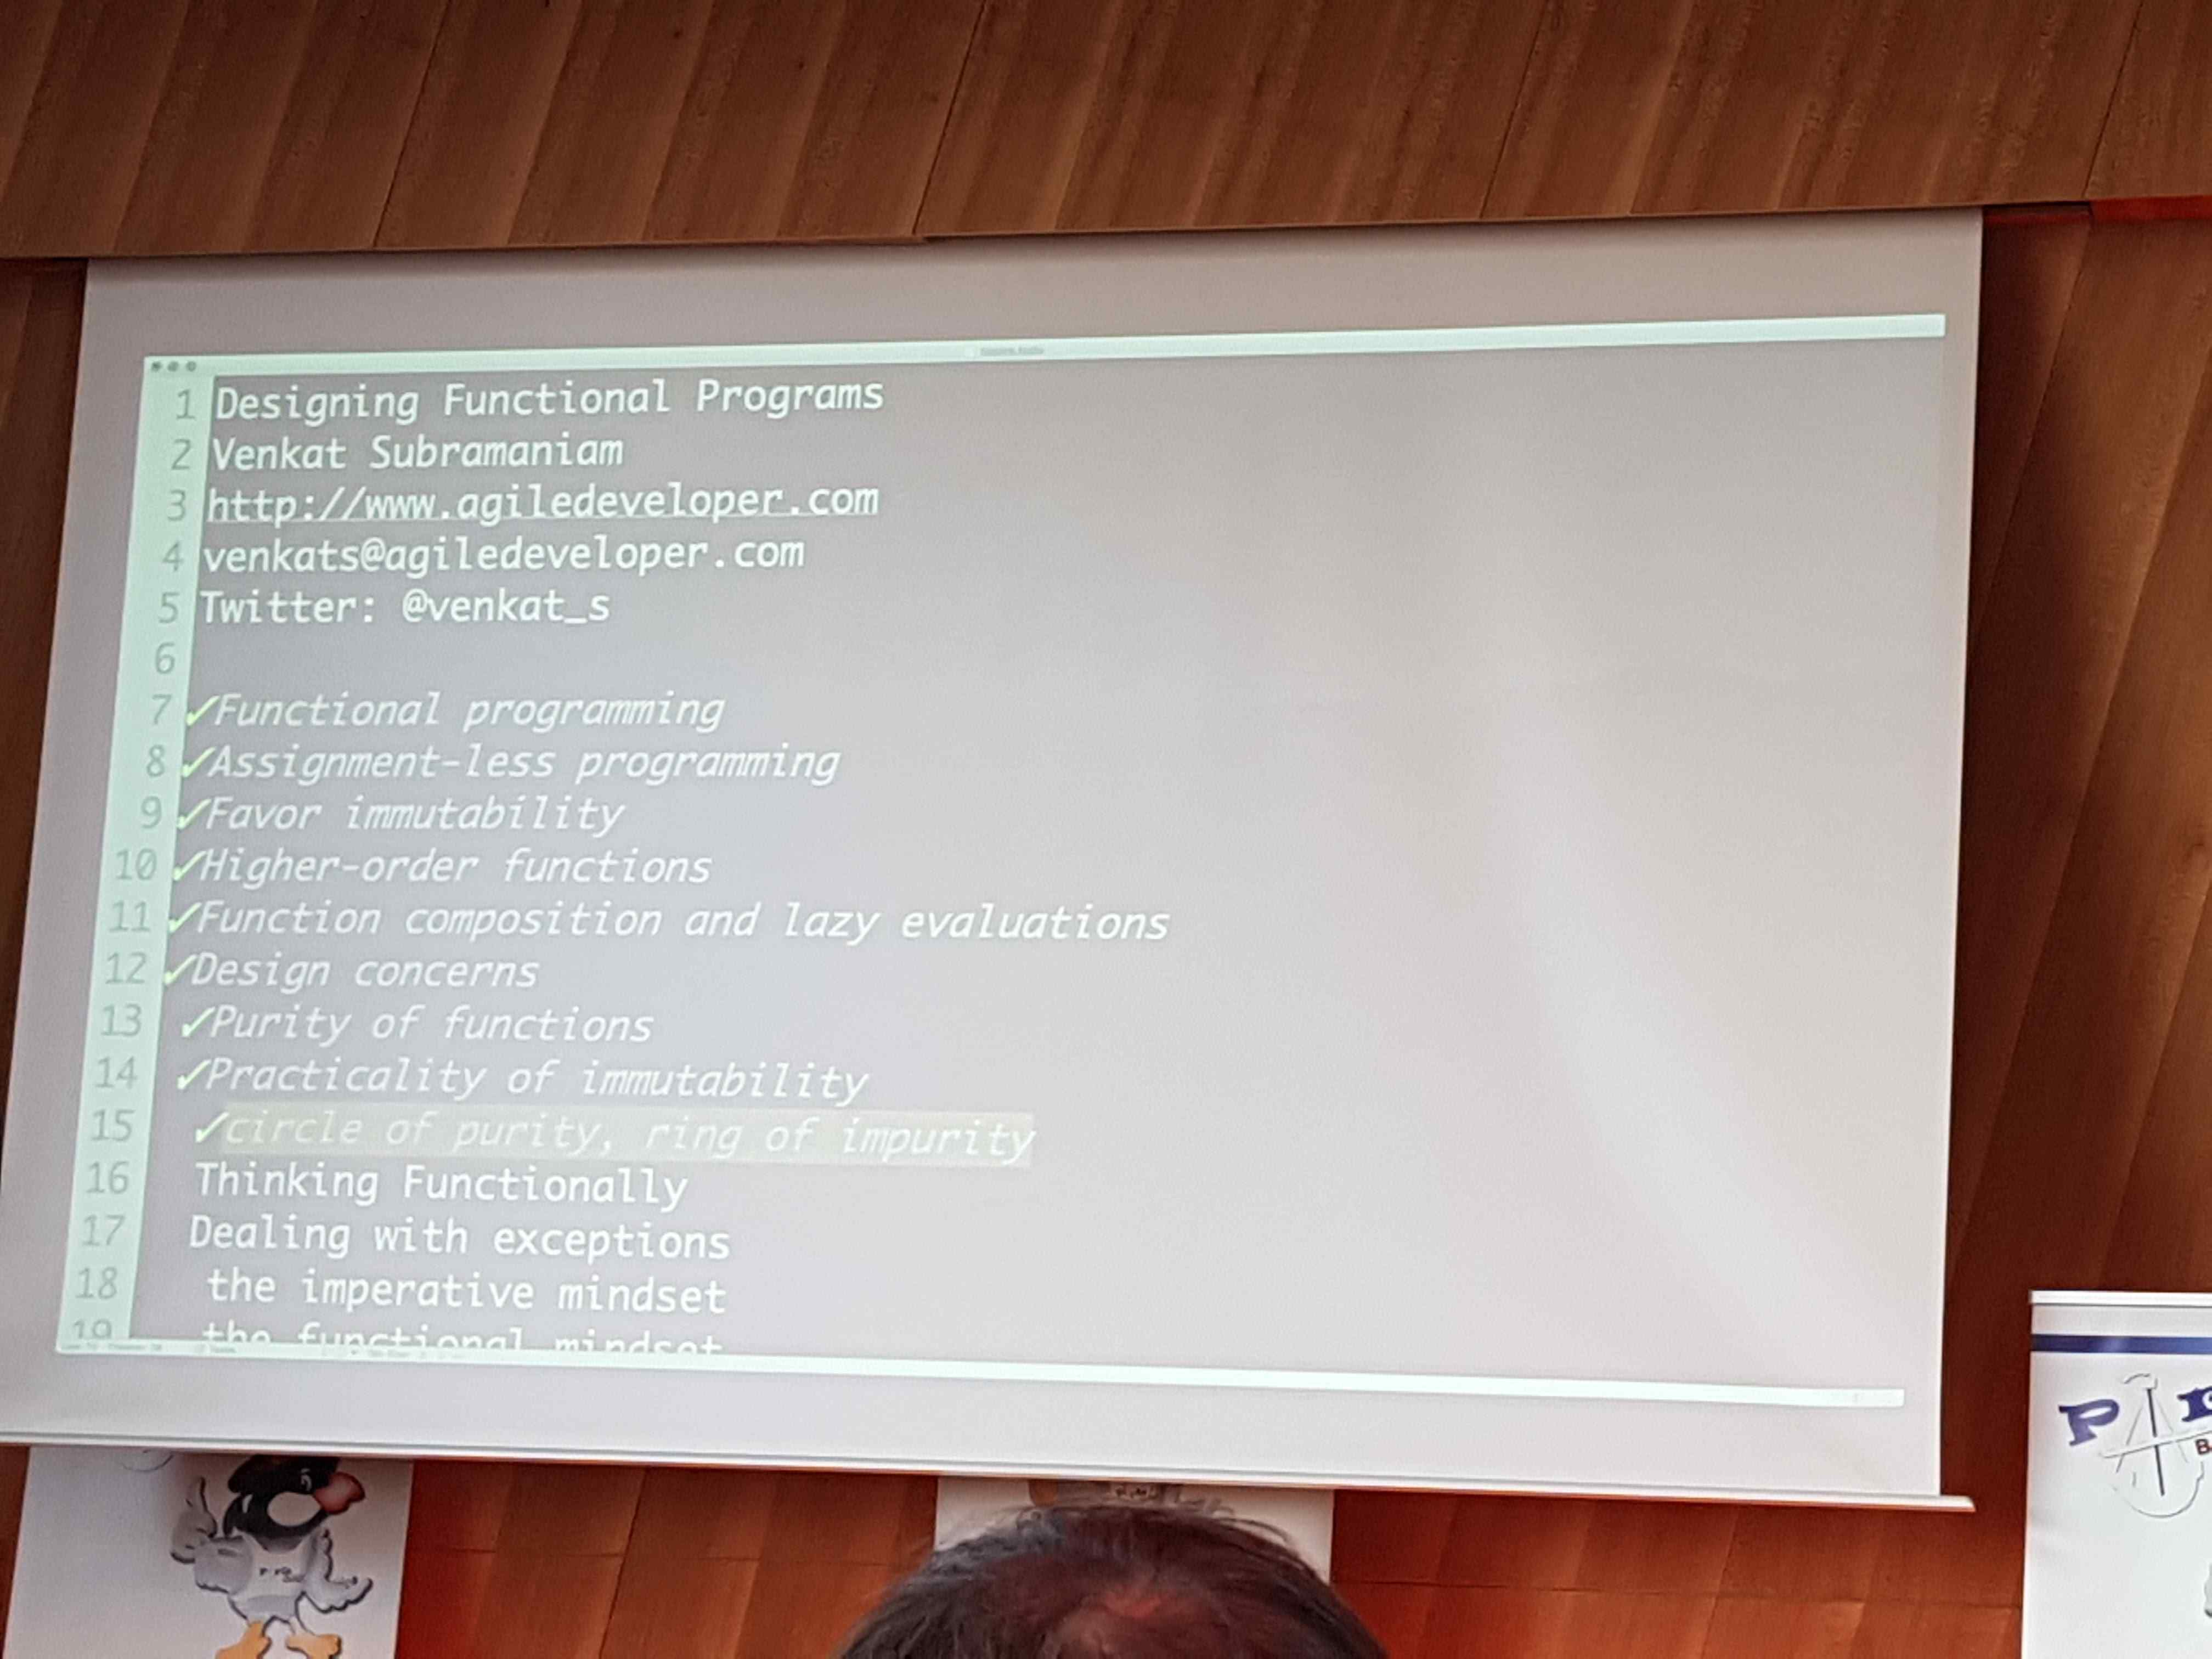 1 Designing Functional Programs
2 Venkat Subramaniam
3 http://www.agiledeveloper.com
4 venkats@agiledeveloper.com
5 Twitter: @venkat_s
6
7 ✓Functional programming
8 ✓Assignment-less programming
9 ✓Favor immutability
10 ✓Higher-order functions
11 ✓Function composition and lazy evaluations
12 ✓Design concerns
13 ✓Purity of functions
14 ✓Practicality of immutability
15 ✓circle of purity, ring of impurity
16 Thinking Functionally
17 Dealing with exceptions
18 the imperative mindset
19 the functional mindset